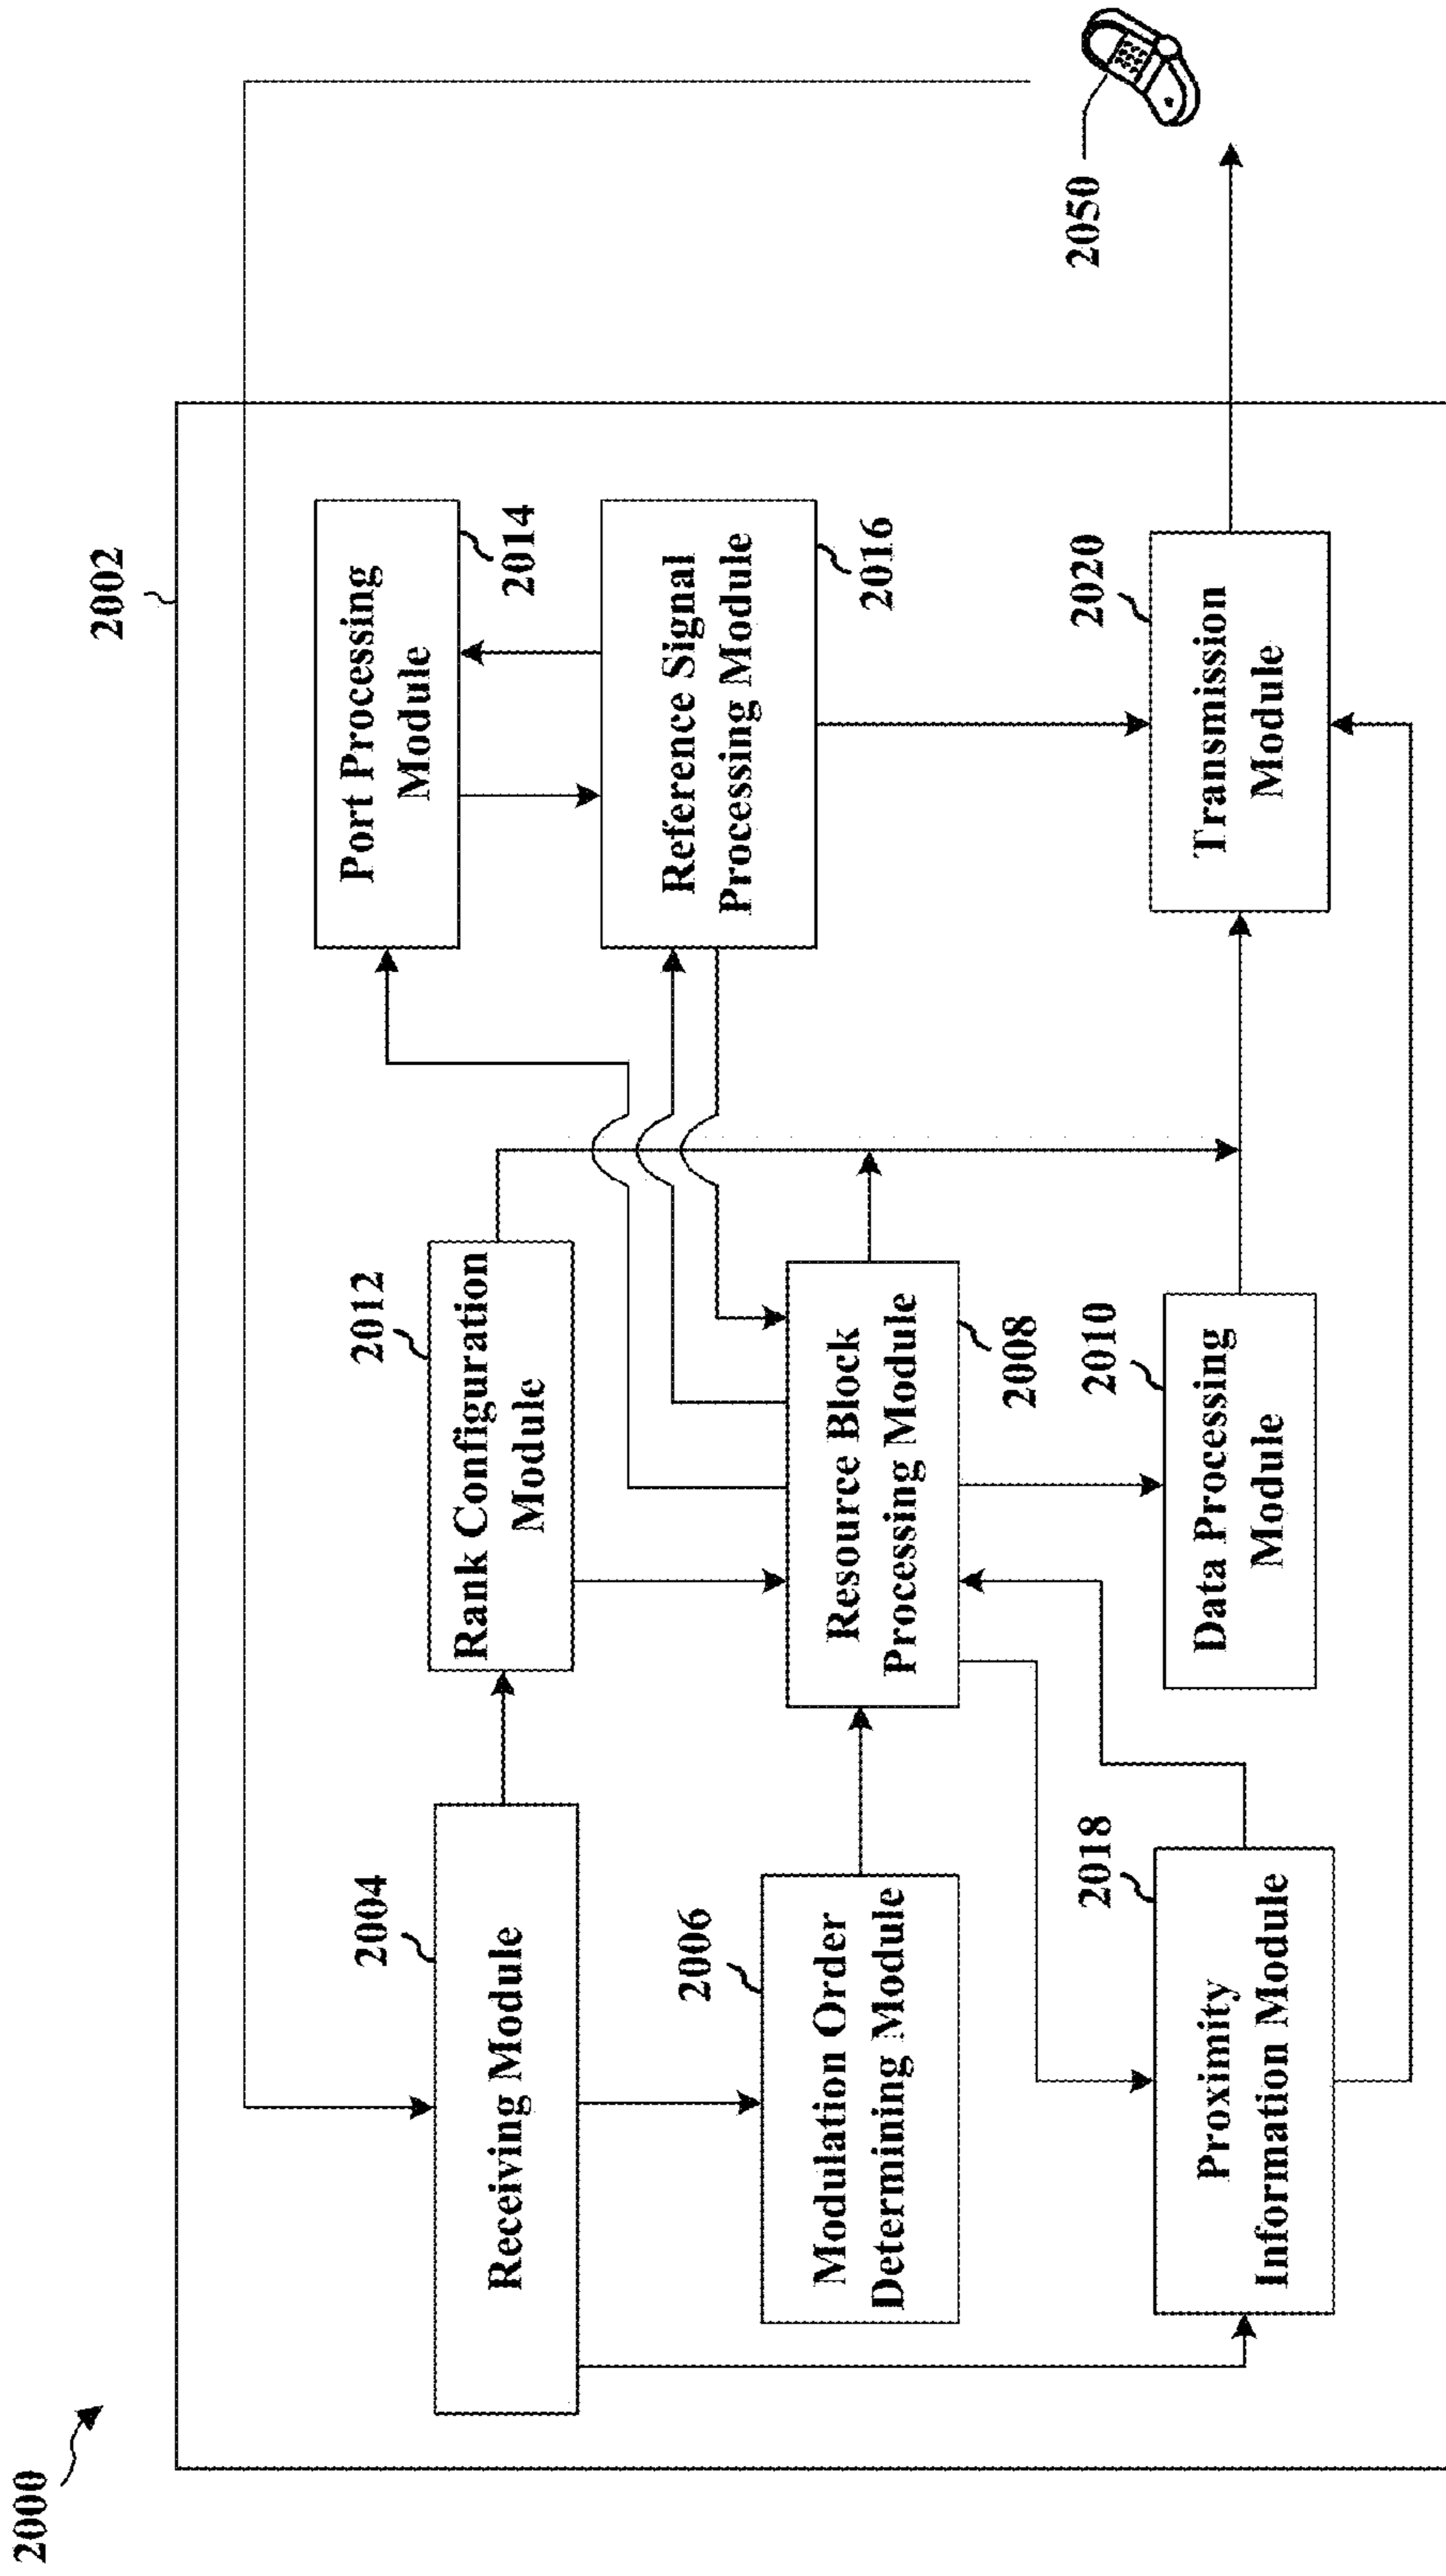 2000
2002
2004
Receiving Module
2012
Rank Configuration
Module
Port Processing
Module
2014
2006
Modulation Order
Determining Module
Resource Block
Processing Module
2008
Reference Signal
Processing Module
2016
2018
Proximity
Information Module
2010
Data Processing
Module
2020
Transmission
Module
2050